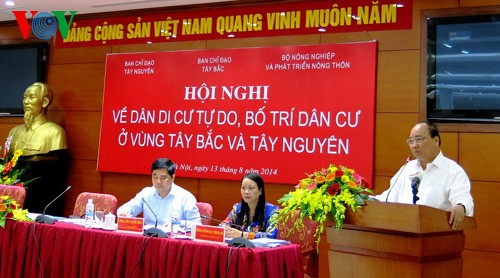 VOV
ĐẢNG CỘNG SẢN VIỆT NAM QUANG VINH MUÔN NĂM
BAN CHỈ ĐẠO
TÂY NGUYÊN
BAN CHỈ ĐẠO
TÂY BẮC
BỘ NÔNG NGHIỆP
VÀ PHÁT TRIỂN NÔNG THÔN
HỘI NGHỊ
VỀ DÂN DI CƯ TỰ DO, BỐ TRÍ DÂN CƯ
Ở VÙNG TÂY BẮC VÀ TÂY NGUYÊN
Nội, ngày 13 tháng 8 năm 2014